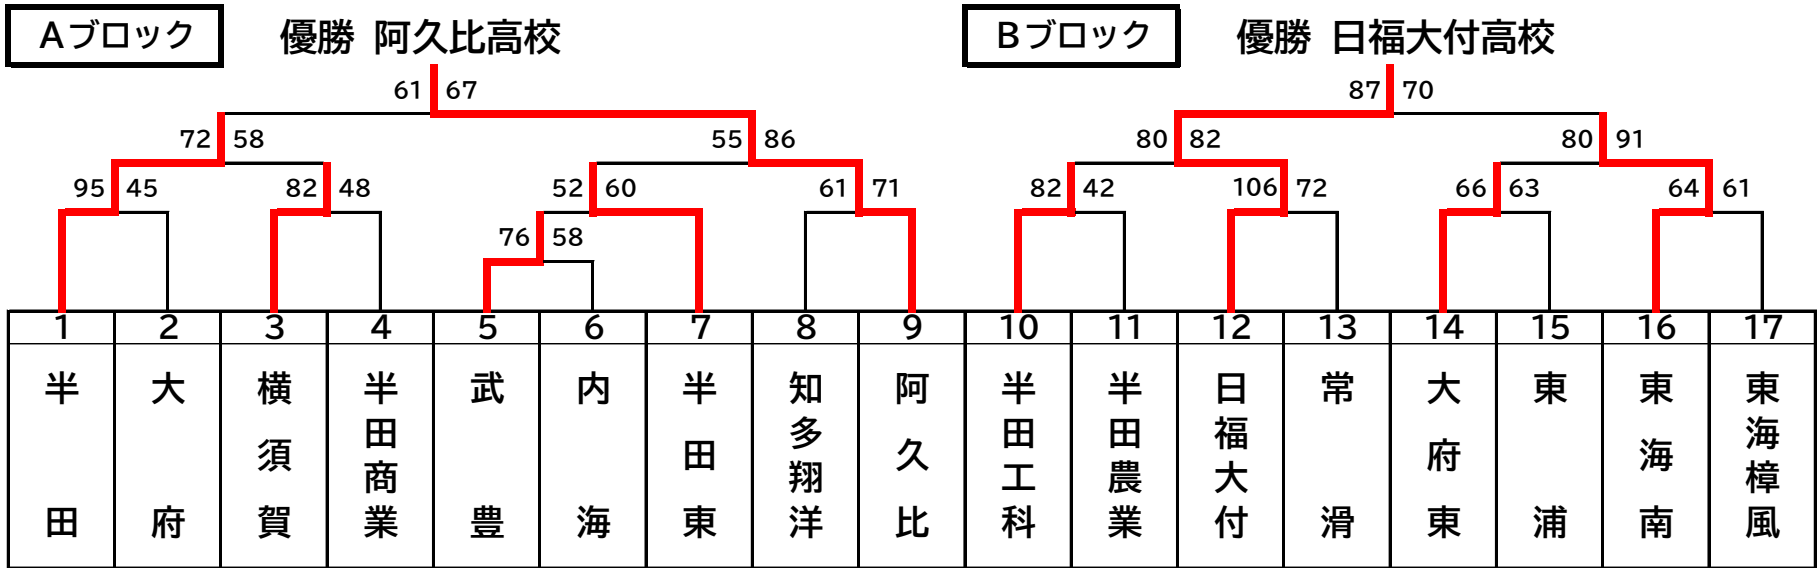 Aブロック 優勝 阿久比高校 Bブロック 優勝 日福大付高校
61 67 87 70
72 58 55 86 80 82 80 91
95 45 82 48 52 60 61 71 82 42 106 72 66 63 64 61
76 58
1 2 3 4 5 6 7 8 9 10 11 12 13 14 15 16 17
半田
大府
横須賀
半田商業
武豊
内海
半田東
知多翔洋
阿久比
半田工科
半田農業
日福大付
常滑
大府東
東浦
東海南
東海樟風